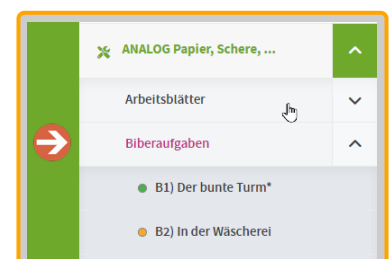 ANALOG Papier, Schere, ...
Arbeitsblätter
Biberaufgaben
B1) Der bunte Turm*
B2) In der Wäscherei